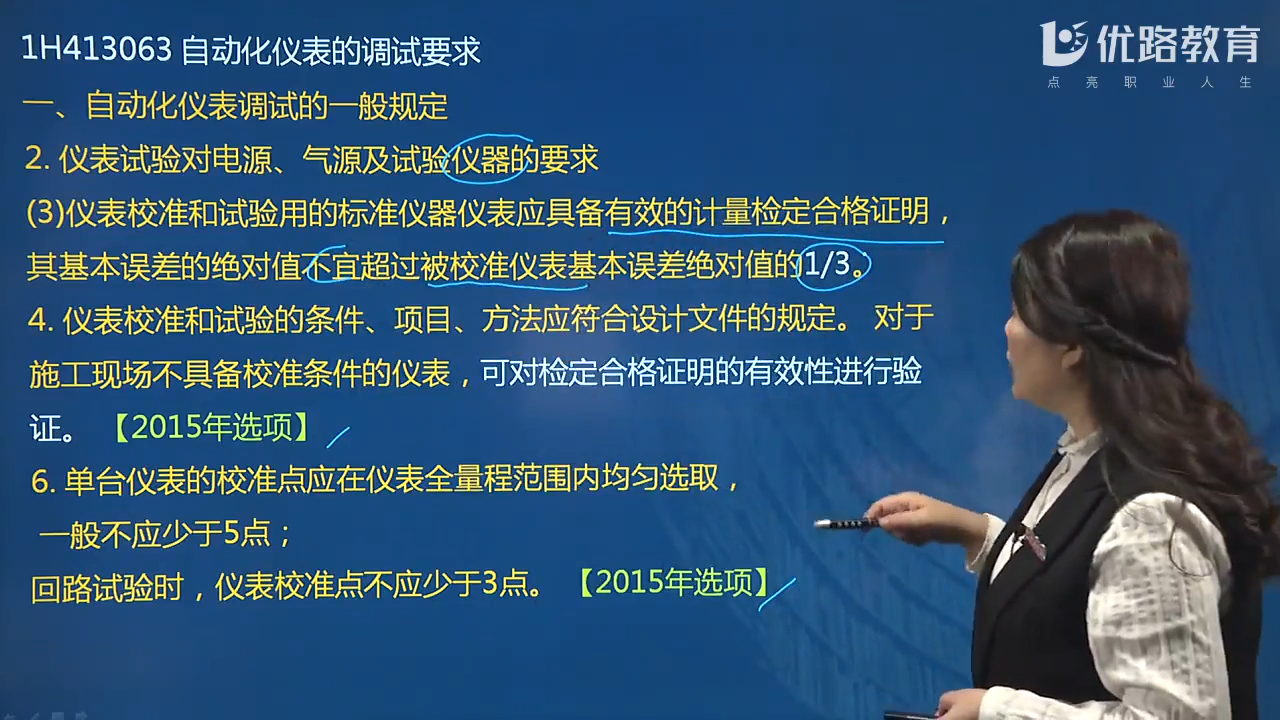 1H413063 自动化仪表的调试要求
优路教育
点亮职业人生
一、自动化仪表调试的一般规定
2. 仪表试验对电源、气源及试验仪器的要求
(3)仪表校准和试验用的标准仪器仪表应具备有效的计量检定合格证明，
其基本误差的绝对值不宜超过被校准仪表基本误差绝对值的1/3。
4. 仪表校准和试验的条件、项目、方法应符合设计文件的规定。 对于
施工现场不具备校准条件的仪表，可对检定合格证明的有效性进行验
证。 【2015年选项】
6. 单台仪表的校准点应在仪表全量程范围内均匀选取，
一般不应少于5点；
回路试验时，仪表校准点不应少于3点。 【2015年选项】